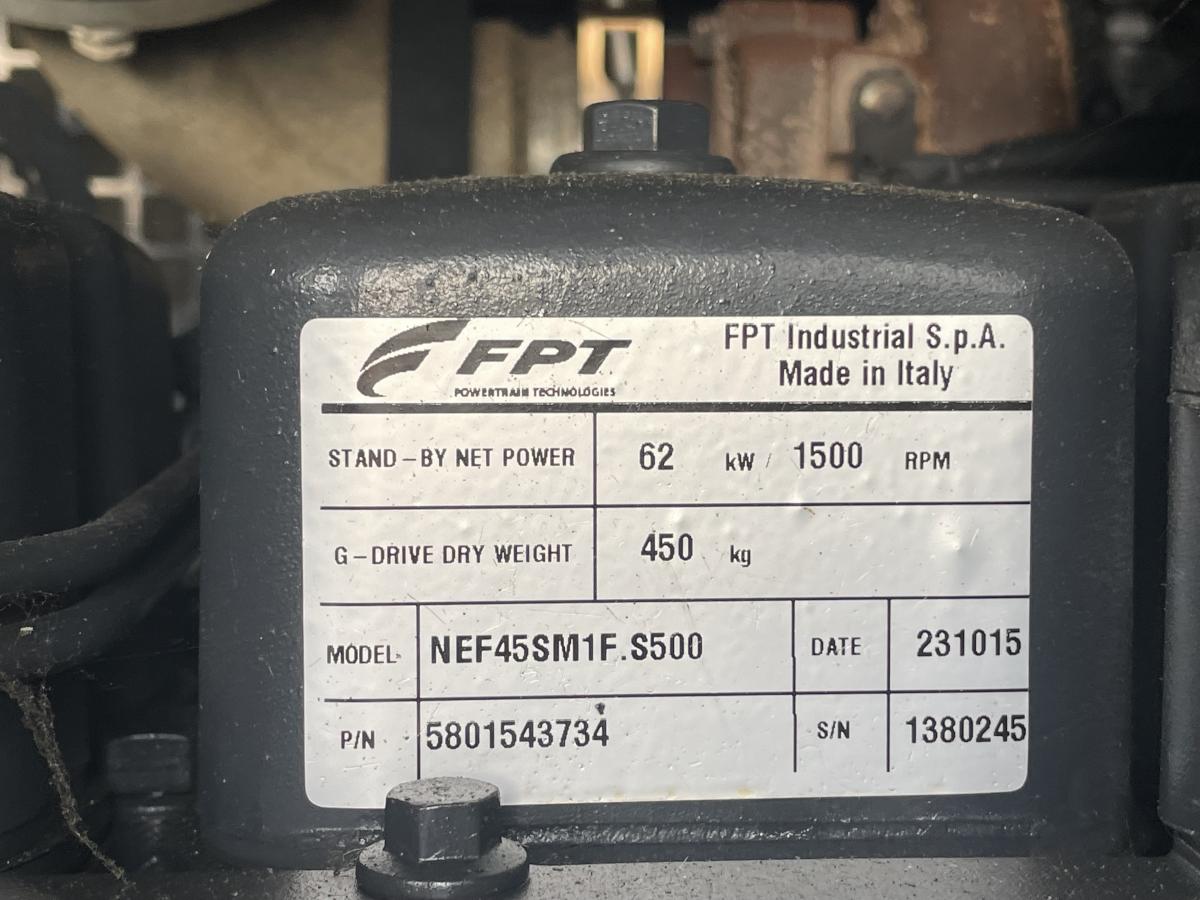 FPT
POWERTRAIN TECHNOLOGIES
FPT Industrial S.p.A.
Made in Italy
STAND-BY NET POWER 62 kW / 1500 RPM
G-DRIVE DRY WEIGHT 450 kg
MODEL NEF45SM1F.S500 DATE 231015
P/N 5801543734 S/N 1380245